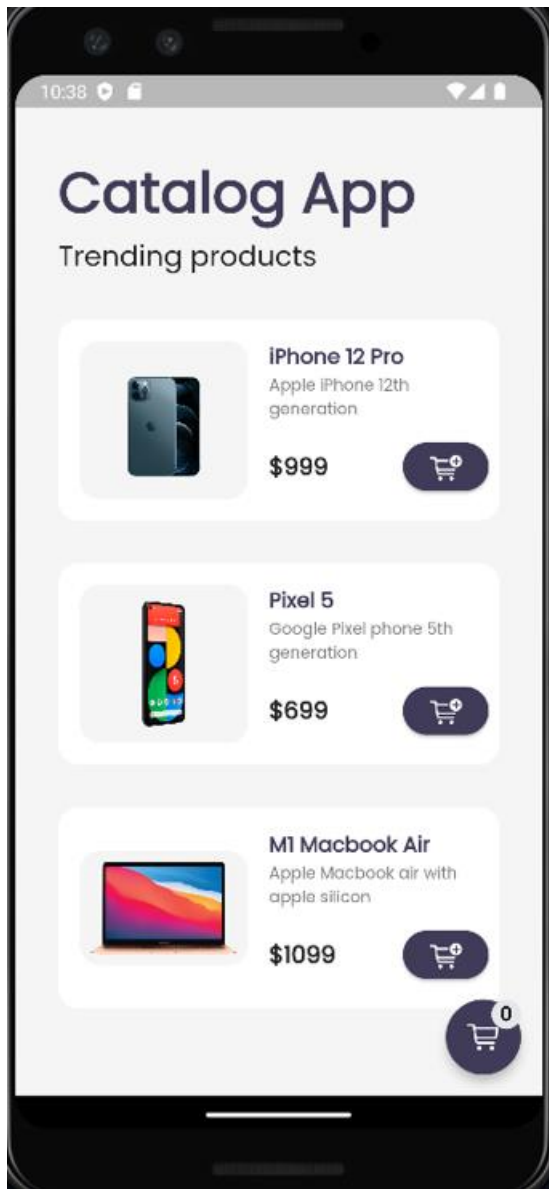 10:38
Catalog App
Trending products
iPhone 12 Pro
Apple iPhone 12th
generation
$999
Pixel 5
Google Pixel phone 5th
generation
$699
M1 Macbook Air
Apple Macbook air with
apple silicon
$1099
0